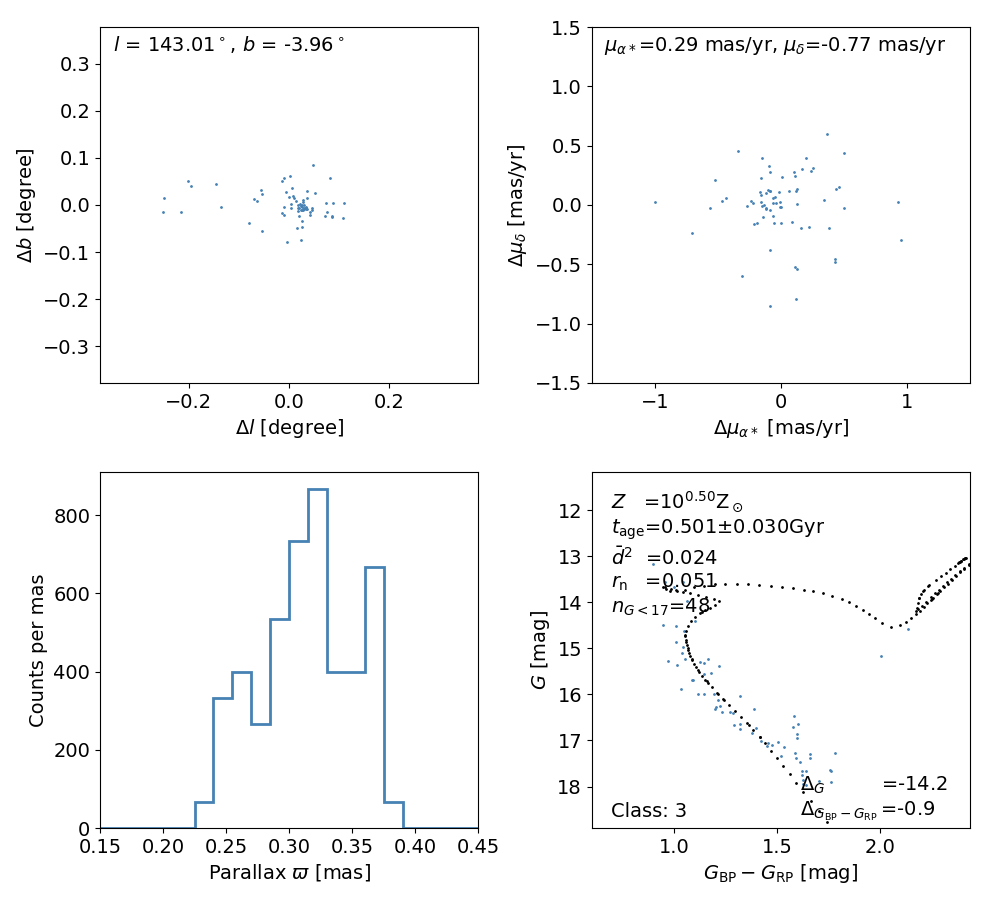 l = 143.01°, b = -3.96°
0.3
0.2
0.1
0.0
−0.1
−0.2
−0.3
Δb [degree]
−0.2 0.0 0.2
Δl [degree]
μα*=0.29 mas/yr, μδ=-0.77 mas/yr
1.5
1.0
0.5
0.0
−0.5
−1.0
−1.5
Δμδ [mas/yr]
−1 0 1
Δμα* [mas/yr]
800
600
400
200
0
Counts per mas
0.15 0.20 0.25 0.30 0.35 0.40 0.45
Parallax ϖ [mas]
Z =10^0.50 Z⊙
t_age=0.501±0.030Gyr
d̄² =0.024
r_n =0.051
n_G<17=48
12
13
14
15
16
17
18
G [mag]
Δ_G =-14.2
Δ_G_BP−G_RP =-0.9
Class: 3
1.0 1.5 2.0
G_BP − G_RP [mag]